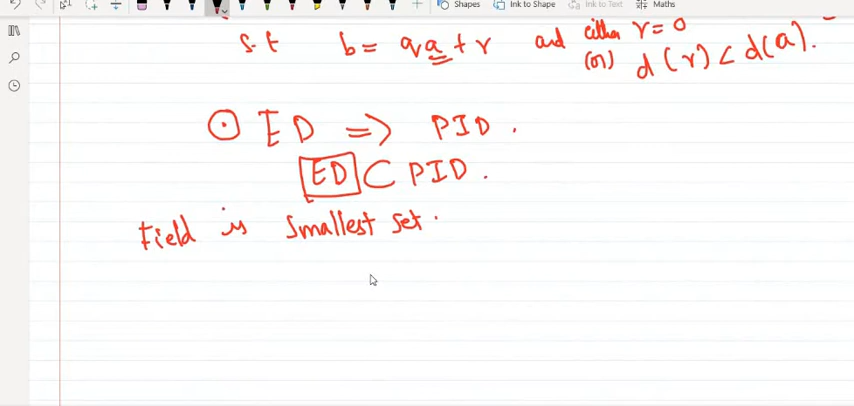 Shapes Ink to Shape Ink to Text Maths
s.t b = qa + r and either r = 0
(or) d(r) < d(a).
ED => PID.
ED ⊂ PID.
Field is smallest set.